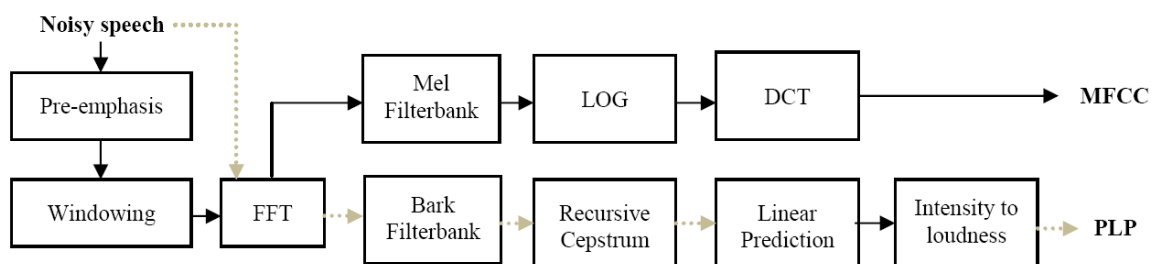 Noisy speech
Pre-emphasis
Mel
Filterbank
LOG
DCT
MFCC
Windowing
FFT
Bark
Filterbank
Recursive
Cepstrum
Linear
Prediction
Intensity to
loudness
PLP